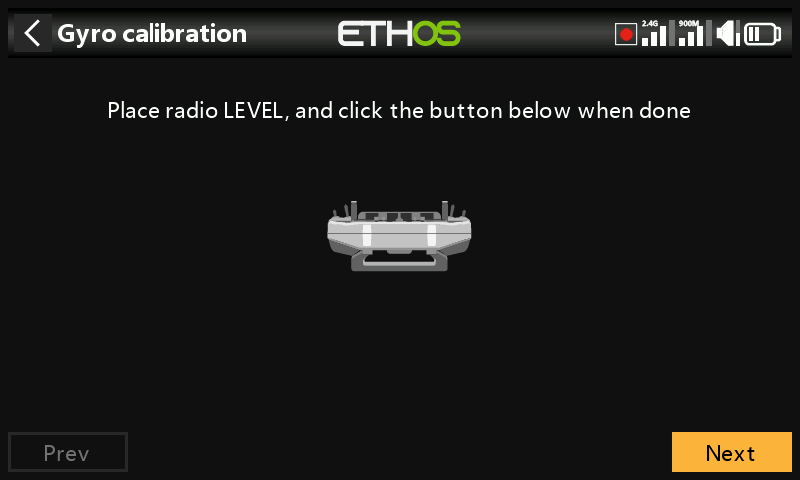 Gyro calibration
ETHOS
2.4G
900M
Place radio LEVEL, and click the button below when done
Prev
Next